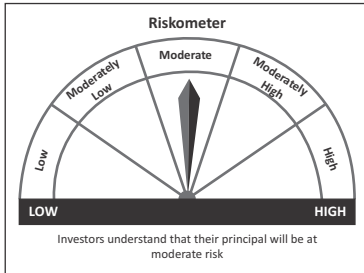 Riskometer
Moderate
Moderately
Low
Moderately
High
Low
High
LOW
HIGH
Investors understand that their principal will be at
moderate risk